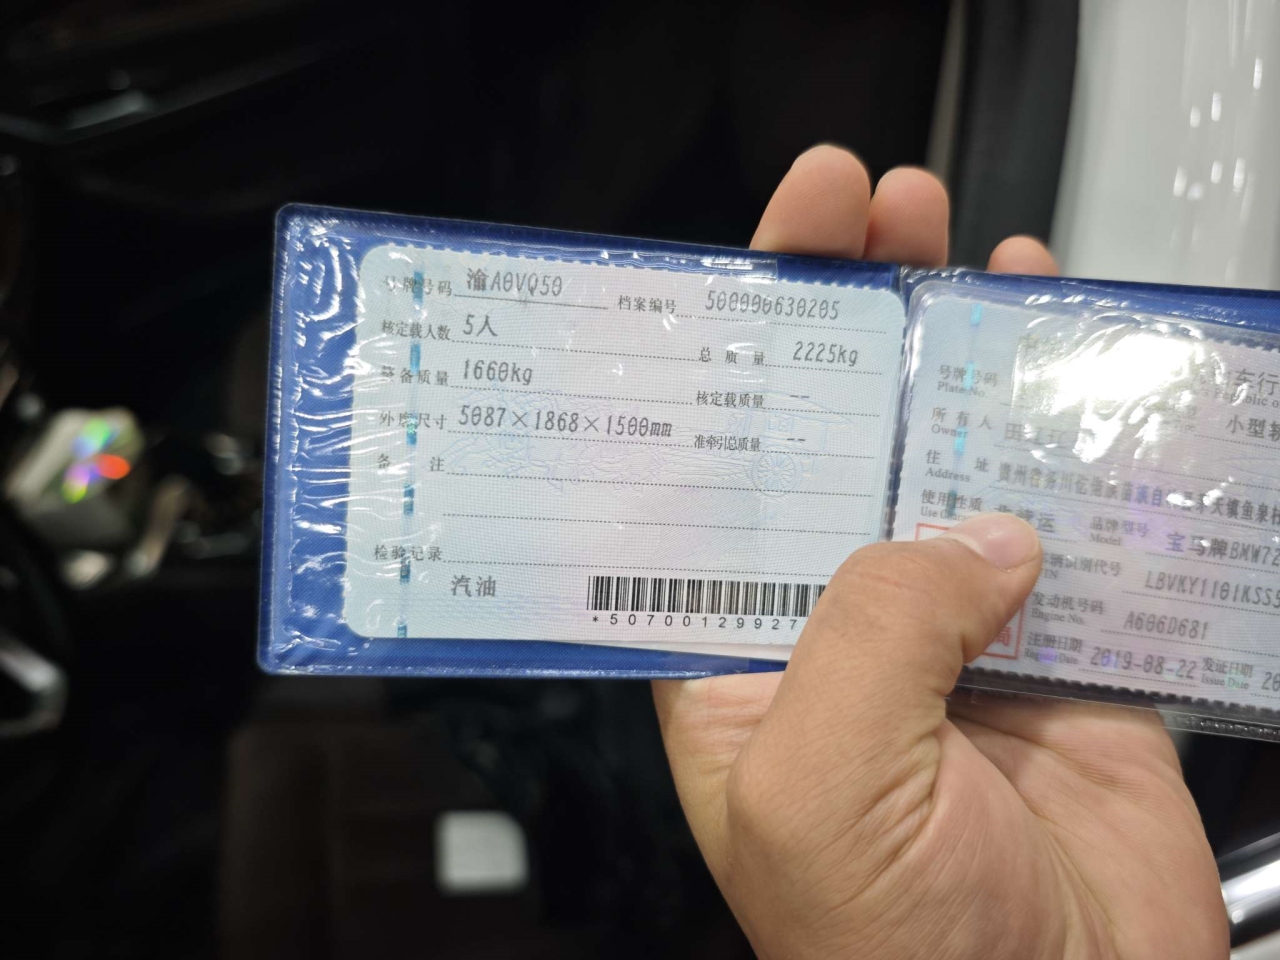 号牌号码 渝A0VQ50 档案编号 500000630205
核定载人数 5人 总质量 2225kg
整备质量 1660kg 核定载质量 --
外廓尺寸 5087×1868×1500mm 准牵引总质量 --
备注
检验记录
汽油
*50700129927
号牌号码
Plate No.
所有人
Owner
小型
住址
Address
贵州省
使用性质
品牌型号
Model
宝马牌BMW72
识别代号
LBVKY1101KSS
发动机号码
Engine No.
A606D681
注册日期
Register Date
2019-08-22
发证日期
Issue Date
20